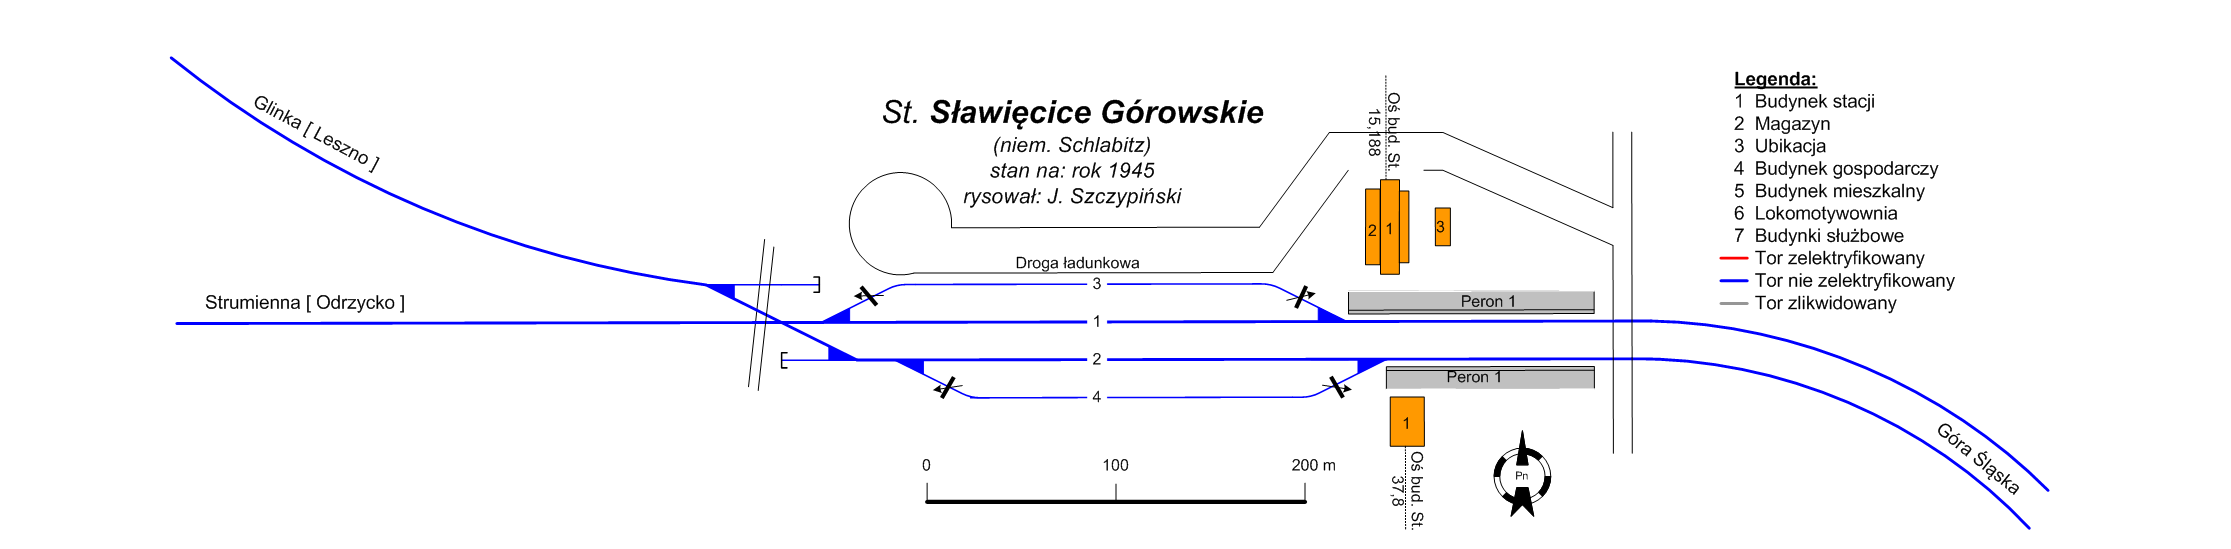 St. Sławięcice Górowskie
(niem. Schlabitz)
stan na: rok 1945
rysował: J. Szczypiński
Glinka [ Leszno ]
Strumienna [ Odrzycko ]
Droga ładunkowa
3
1
2
4
Oś bud. St.
15,188
2
1
3
Peron 1
Peron 1
1
Oś bud. St.
37,8
0 100 200 m
Pn
Góra Śląska
Legenda:
1 Budynek stacji
2 Magazyn
3 Ubikacja
4 Budynek gospodarczy
5 Budynek mieszkalny
6 Lokomotywownia
7 Budynki służbowe
Tor zelektryfikowany
Tor nie zelektryfikowany
Tor zlikwidowany